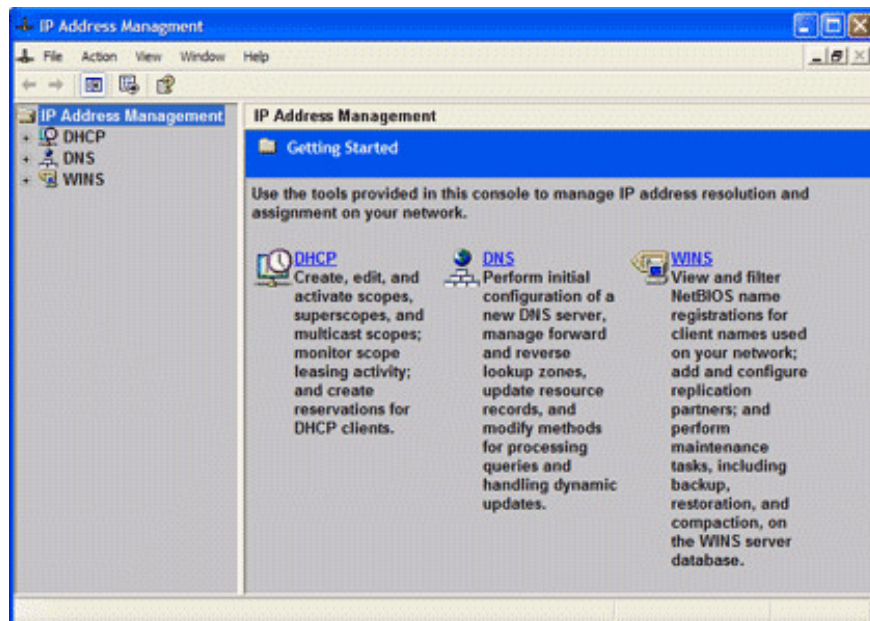 IP Address Managment
File Action View Window Help
IP Address Management
DHCP
DNS
WINS
IP Address Management
Getting Started
Use the tools provided in this console to manage IP address resolution and
assignment on your network.
DHCP
Create, edit, and
activate scopes,
superscopes, and
multicast scopes;
monitor scope
leasing activity;
and create
reservations for
DHCP clients.
DNS
Perform initial
configuration of a
new DNS server,
manage forward
and reverse
lookup zones,
update resource
records, and
modify methods
for processing
queries and
handling dynamic
updates.
WINS
View and filter
NetBIOS name
registrations for
client names used
on your network;
add and configure
replication
partners; and
perform
maintenance
tasks, including
backup,
restoration, and
compaction, on
the WINS server
database.